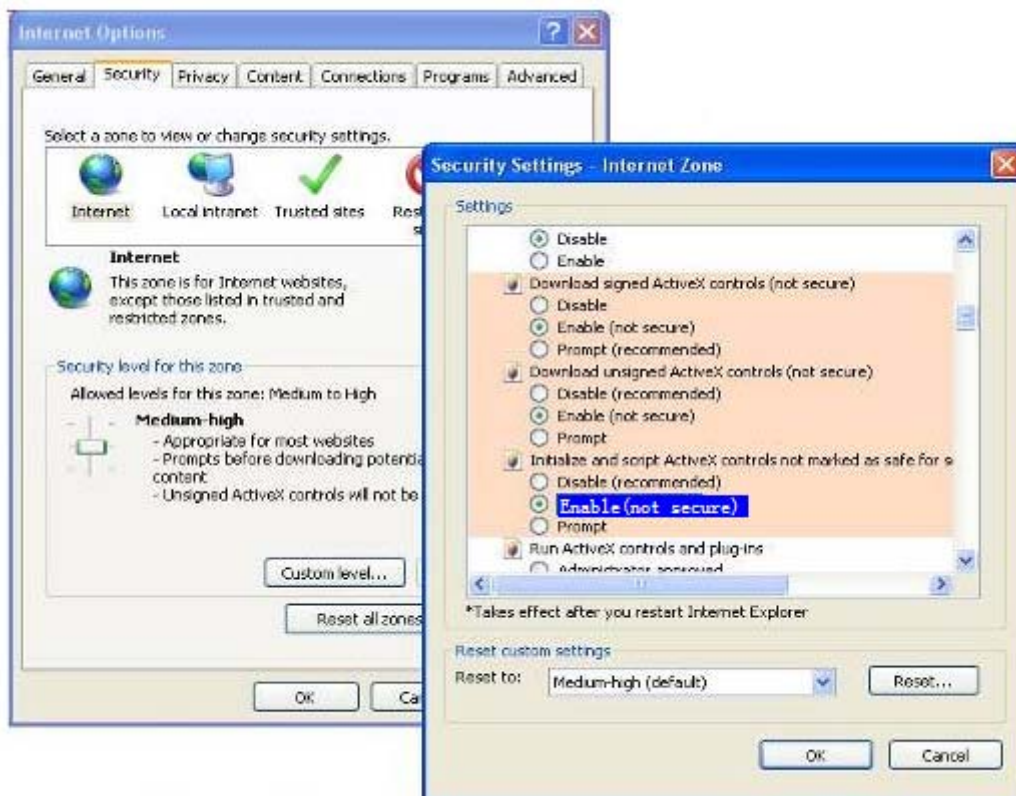 Internet Options
General Security Privacy Content Connections Programs Advanced
Select a zone to view or change security settings.
Internet Local intranet Trusted sites
Internet
This zone is for Internet websites,
except those listed in trusted and
restricted zones.
Security level for this zone
Allowed levels for this zone: Medium to High
Medium-high
- Appropriate for most websites
- Prompts before downloading
content
- Unsigned ActiveX controls will not be
Custom level...
Reset all zones
OK
Security Settings - Internet Zone
Settings
Disable
Enable
Download signed ActiveX controls (not secure)
Disable
Enable (not secure)
Prompt (recommended)
Download unsigned ActiveX controls (not secure)
Disable (recommended)
Enable (not secure)
Prompt
Initialize and script ActiveX controls not marked as safe for s
Disable (recommended)
Enable(not secure)
Prompt
Run ActiveX controls and plug-ins
Administrator approved
*Takes effect after you restart Internet Explorer
Reset custom settings
Reset to: Medium-high (default) Reset...
OK Cancel